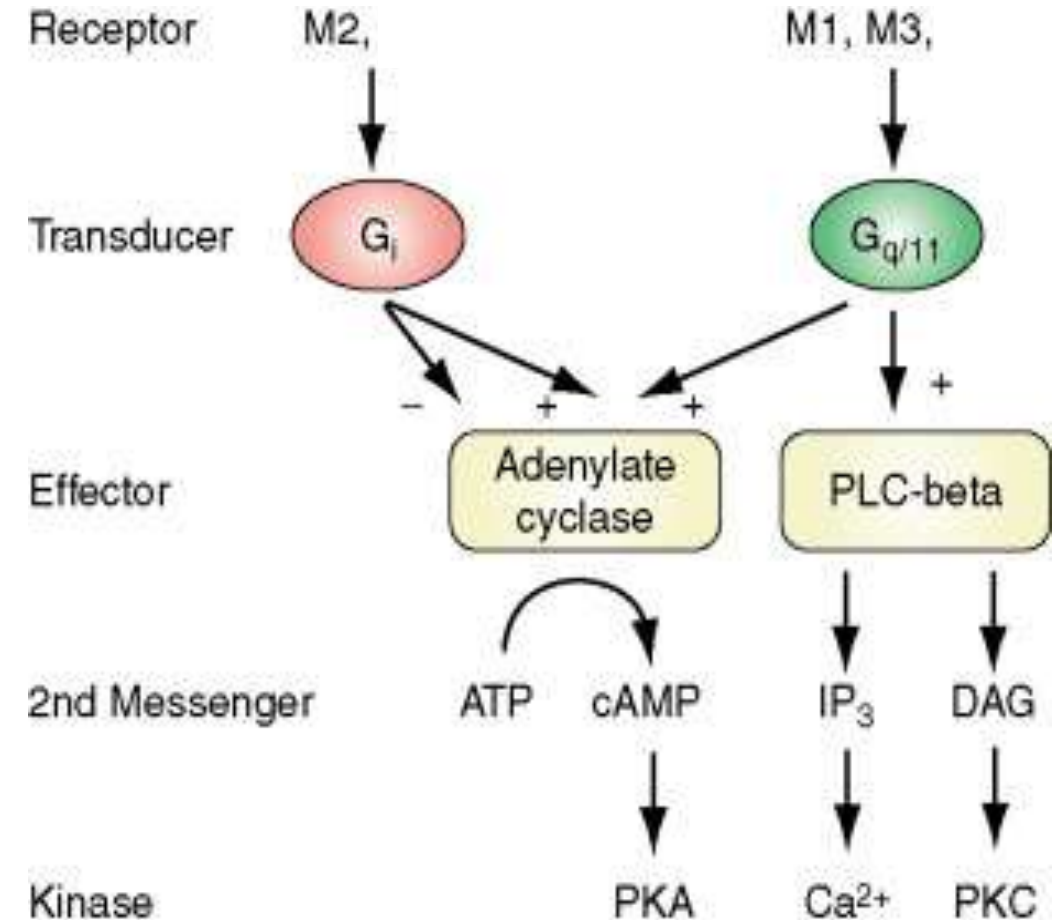 Receptor M2, M1, M3,
Transducer Gi Gq/11
– + + +
Effector Adenylate cyclase PLC-beta
2nd Messenger ATP cAMP IP3 DAG
Kinase PKA Ca2+ PKC